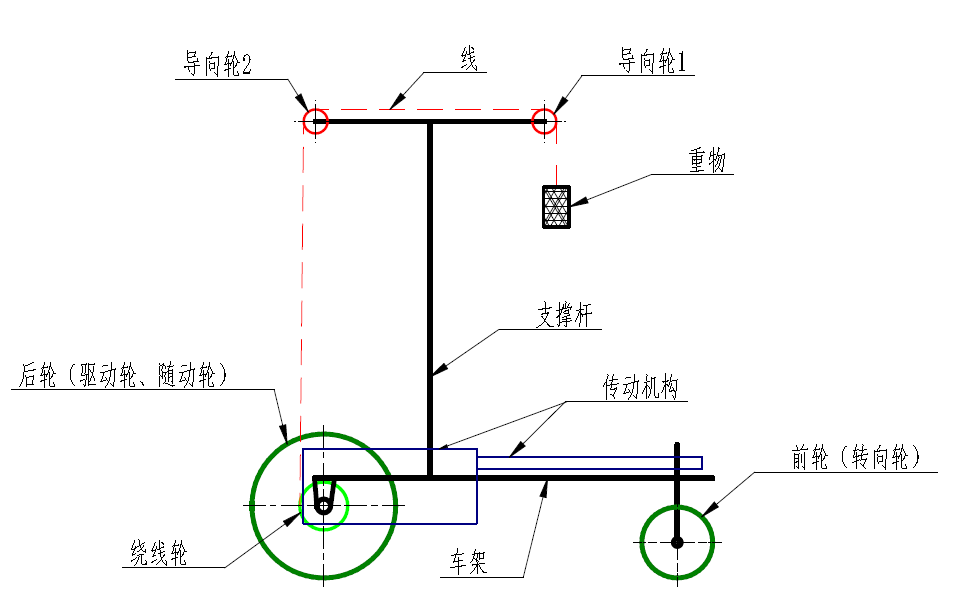 导向轮2
线
导向轮1
重物
支撑杆
后轮（驱动轮、随动轮）
传动机构
前轮（转向轮）
绕线轮
车架